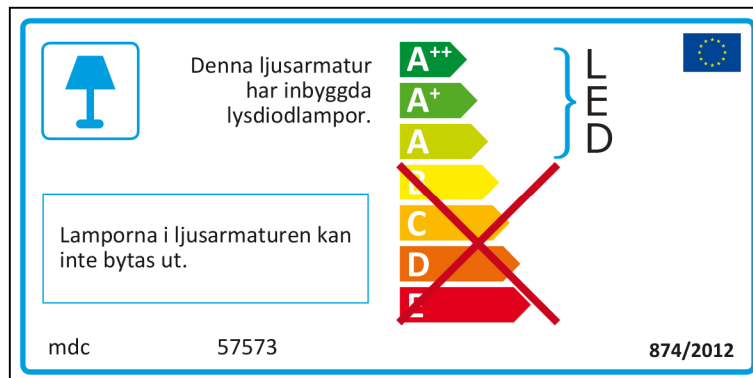 Denna ljusarmatur
har inbyggda
lysdiodlampor.
A++
A+
A
B
C
D
E
L
E
D
Lamporna i ljusarmaturen kan
inte bytas ut.
mdc 57573
874/2012